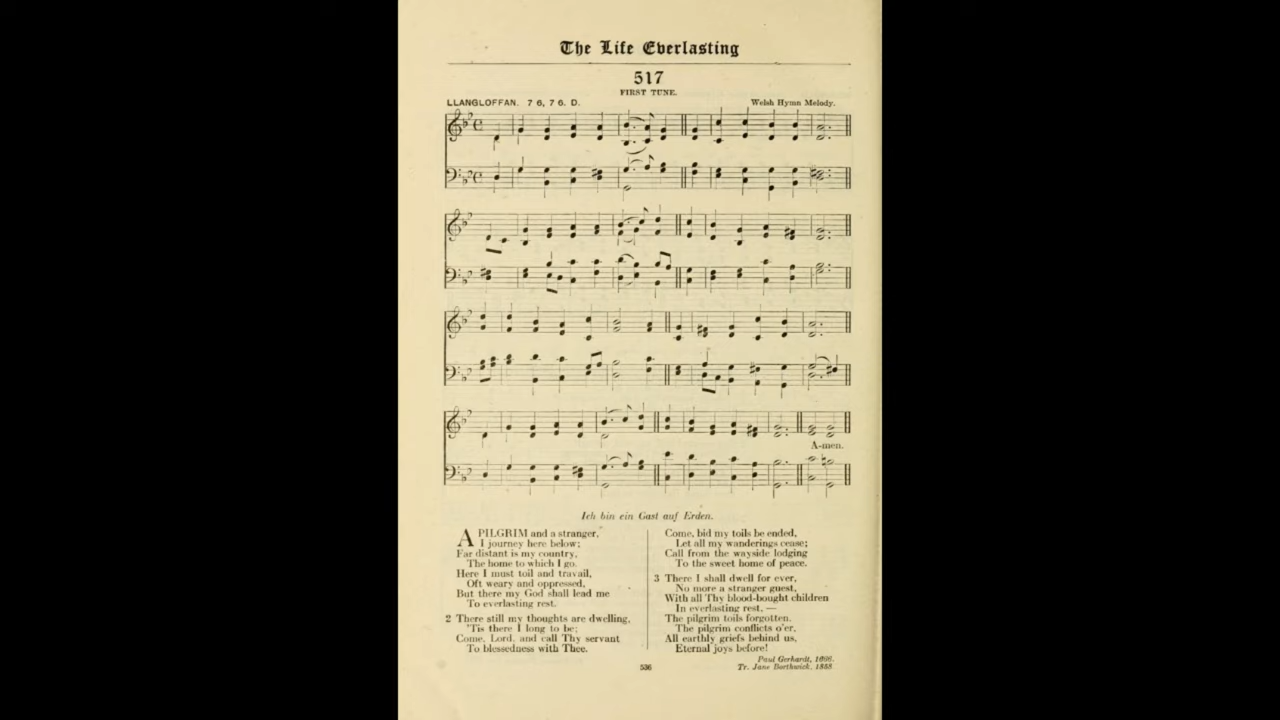 The Life Everlasting
517
FIRST TUNE.
LLANGLOFFAN. 7 6, 7 6. D.
Welsh Hymn Melody.
A-men.
Ich bin ein Gast auf Erden.
A PILGRIM and a stranger,
I journey here below;
Far distant is my country,
The home to which I go.
Here I must toil and travail,
Oft weary and oppressed,
But there my God shall lead me
To everlasting rest.
2 There still my thoughts are dwelling,
'Tis there I long to be;
Come, Lord, and call Thy servant
To blessedness with Thee.
Come, bid my toils be ended,
Let all my wanderings cease;
Call from the wayside lodging
To the sweet home of peace.
3 There I shall dwell for ever,
No more a stranger guest,
With all Thy blood-bought children
In everlasting rest,—
The pilgrim toils forgotten,
The pilgrim conflicts o'er,
All earthly griefs behind us,
Eternal joys before!
Paul Gerhardt,
Tr. Jane Borthwick,
536